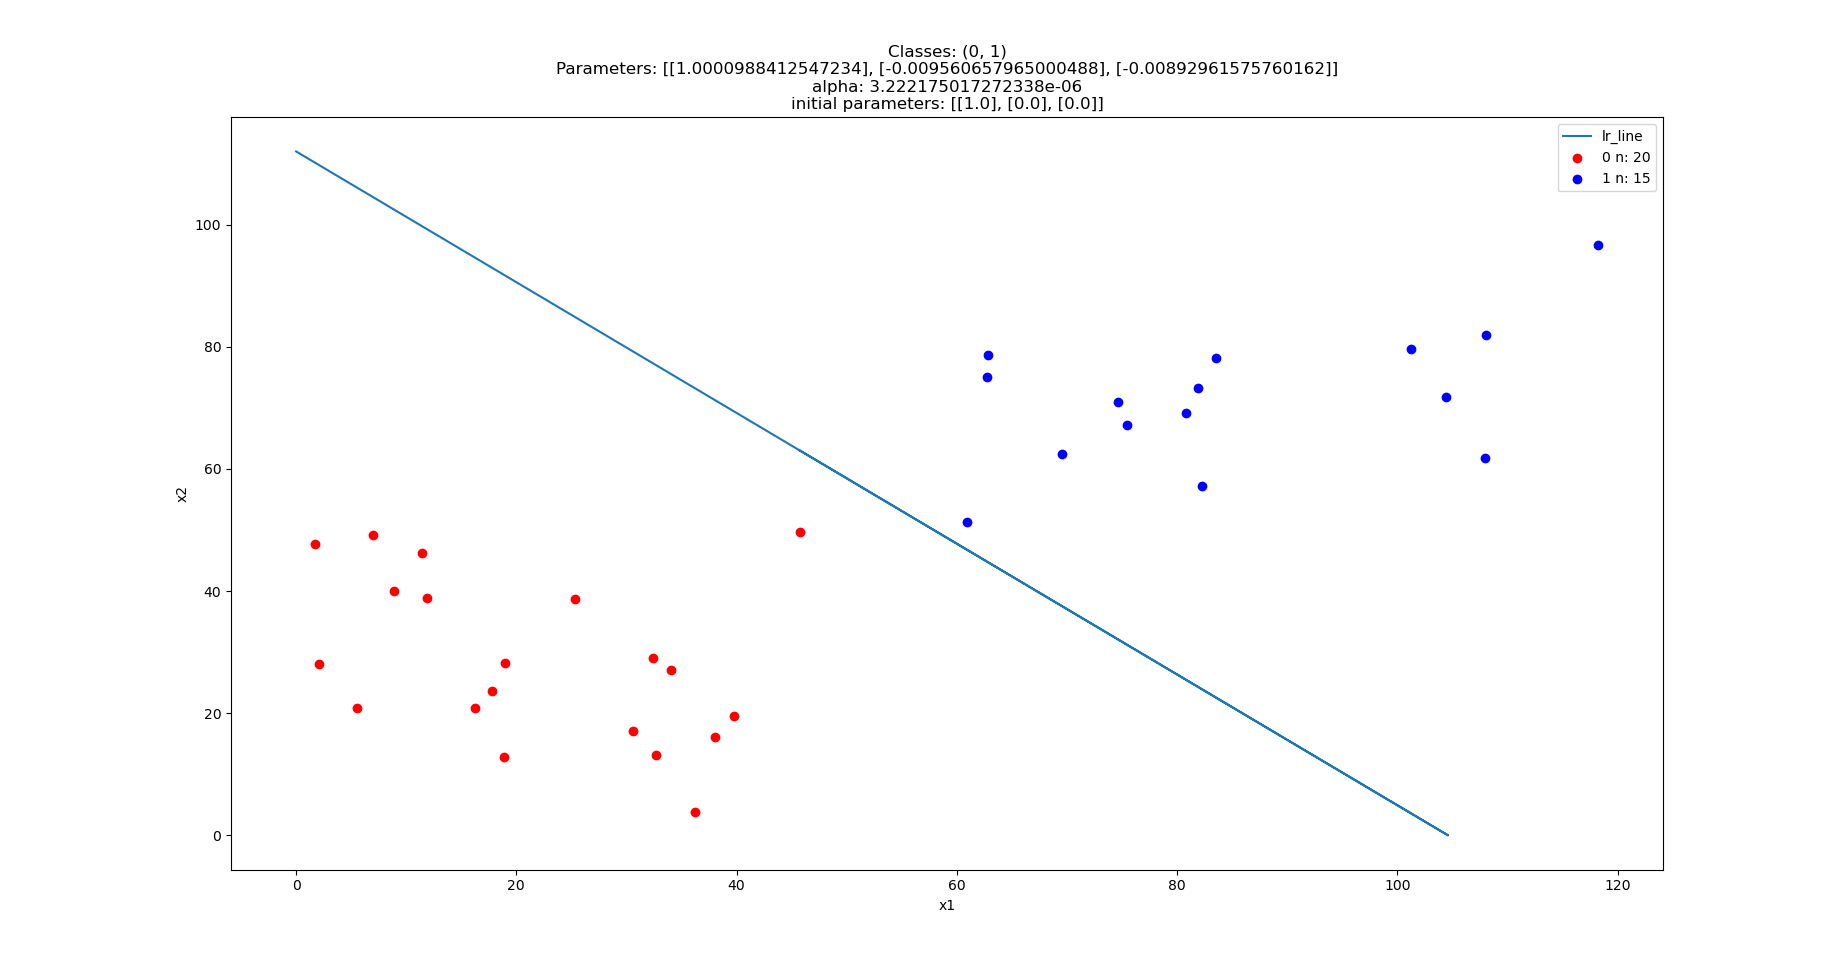 Classes: (0, 1)
Parameters: [[1.0000988412547234], [-0.009560657965000488], [-0.00892961575760162]]
alpha: 3.222175017272338e-06
initial parameters: [[1.0], [0.0], [0.0]]
lr_line
0 n: 20
1 n: 15
100
80
60
40
20
0
x2
0
20
40
60
80
100
120
x1